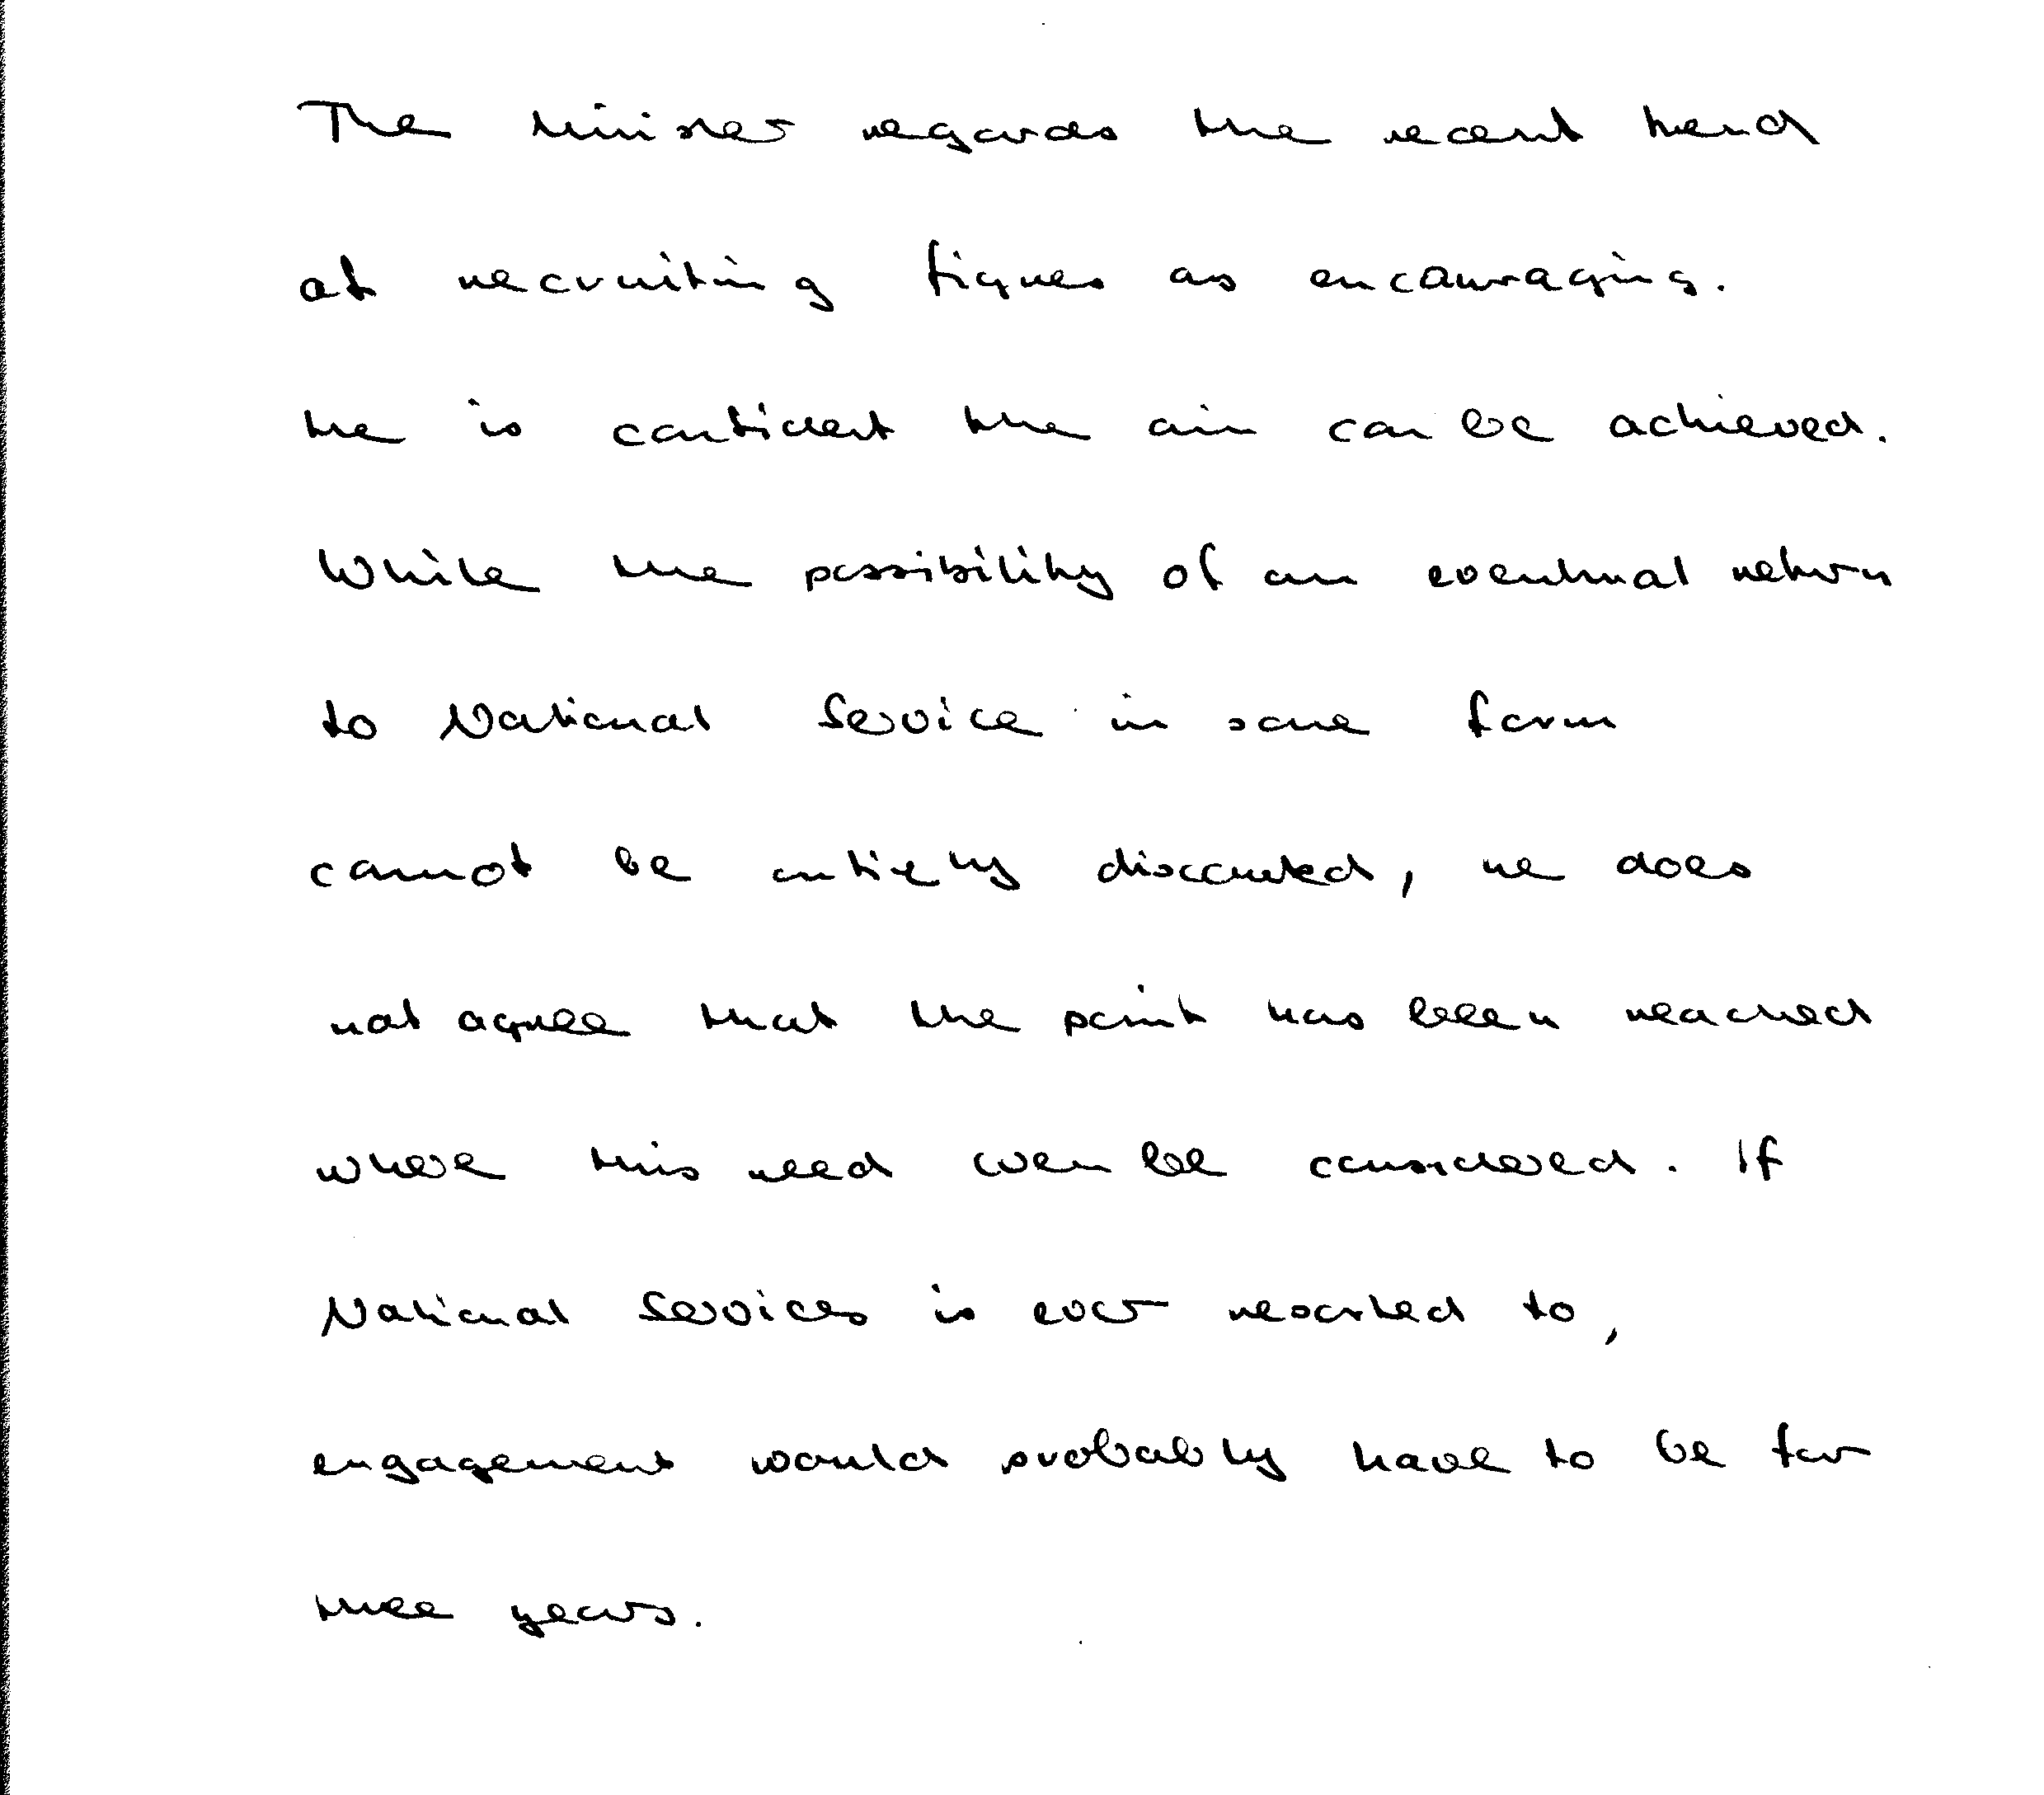 The Minister regards the recent trend
of recruiting figures as encouraging.
He is confident the aim can be achieved.
While the possibility of an eventual return
to National Service in some form
cannot be entirely discounted, he does
not agree that the point has been reached
where this need even be considered. If
National Services is ever resorted to,
engagement would probably have to be for
three years.